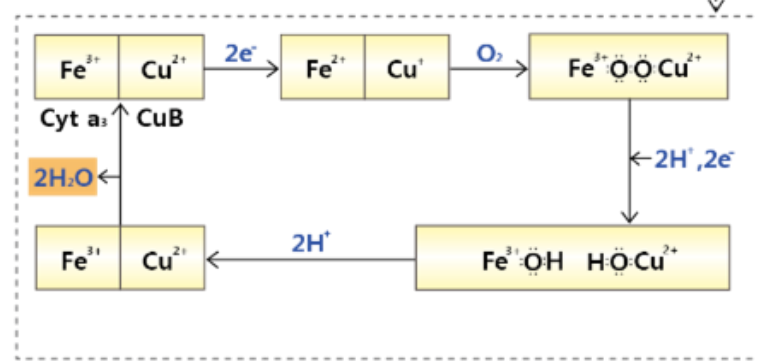 2e⁻
O₂
Fe³⁺ Cu²⁺
Fe²⁺ Cu⁺
Fe³⁺:Ö:Ö:Cu²⁺
Cyt a₃ CuB
2H⁺,2e⁻
2H₂O
2H⁺
Fe³⁺ Cu²⁺
Fe³⁺:Ö:H H:Ö:Cu²⁺